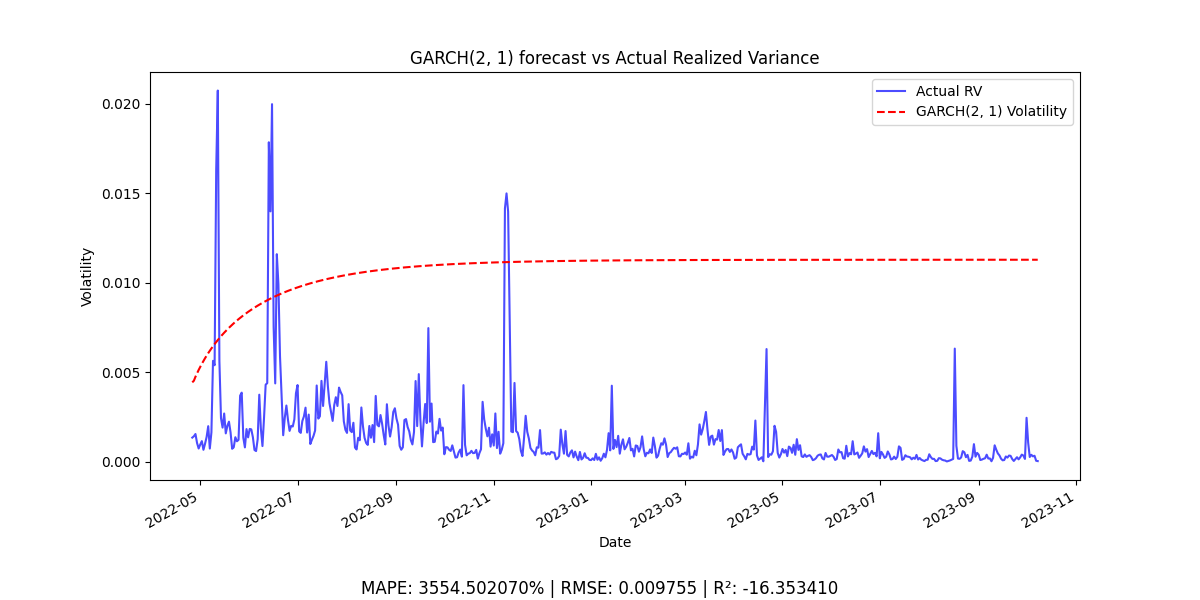 GARCH(2, 1) forecast vs Actual Realized Variance
Actual RV
GARCH(2, 1) Volatility
0.020
0.015
0.010
0.005
0.000
Volatility
2022-05
2022-07
2022-09
2022-11
2023-01
2023-03
2023-05
2023-07
2023-09
2023-11
Date
MAPE: 3554.502070% | RMSE: 0.009755 | R²: -16.353410